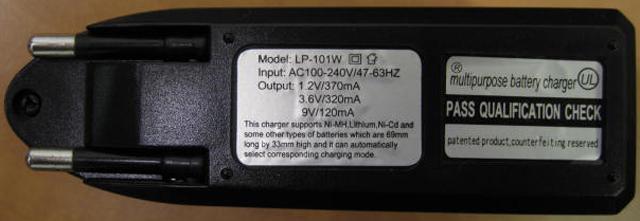 Model: LP-101W
Input: AC100-240V/47-63HZ
Output: 1.2V/370mA
3.6V/320mA
9V/120mA
This charger supports Ni-MH,Lithium,Ni-Cd and
some other types of batteries which are 69mm
long by 33mm high and it can automatically
select corresponding charging mode.
®
multipurpose battery charger UL
PASS QUALIFICATION CHECK
patented product,counterfeiting reserved